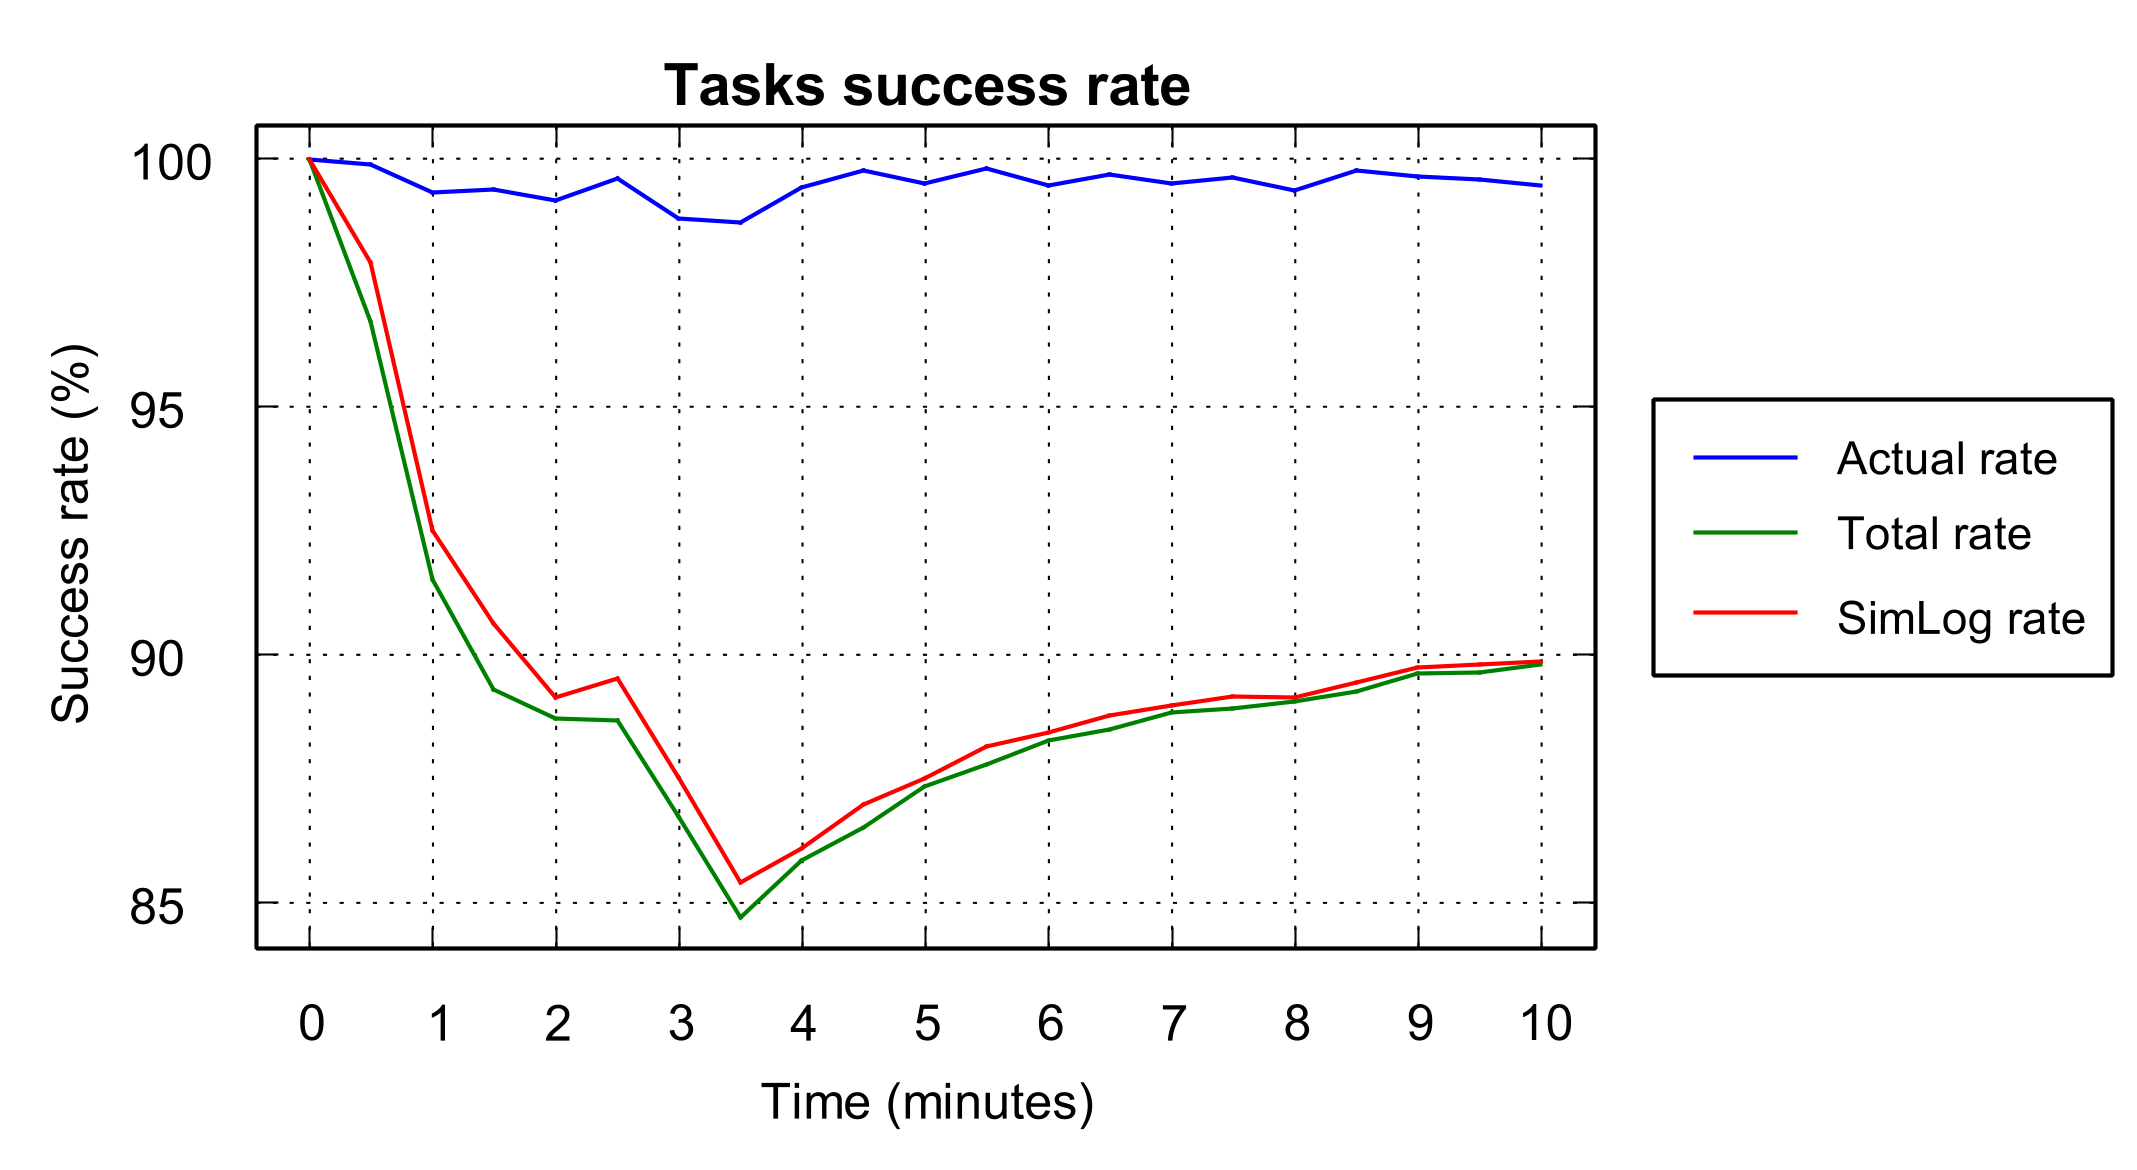 Tasks success rate
100
95
90
85
Success rate (%)
0 1 2 3 4 5 6 7 8 9 10
Time (minutes)
Actual rate
Total rate
SimLog rate